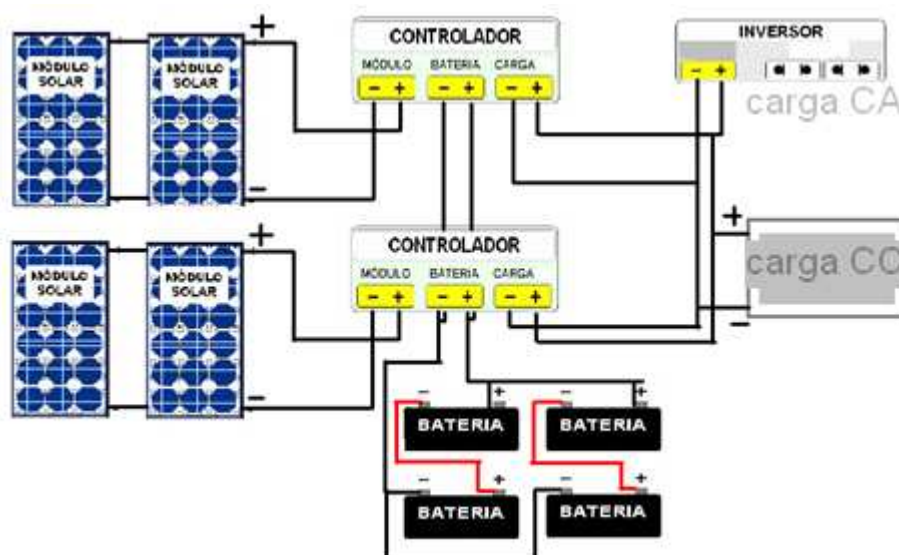 MÓDULO
SOLAR
MÓDULO
SOLAR
+
-
CONTROLADOR
MÓDULO BATERIA CARGA
- + - + - +
INVERSOR
- +
carga CA
MÓDULO
SOLAR
MÓDULO
SOLAR
+
-
CONTROLADOR
MÓDULO BATERIA CARGA
- + - + - +
+
carga CC
-
- + - +
BATERIA BATERIA
- + - +
BATERIA BATERIA